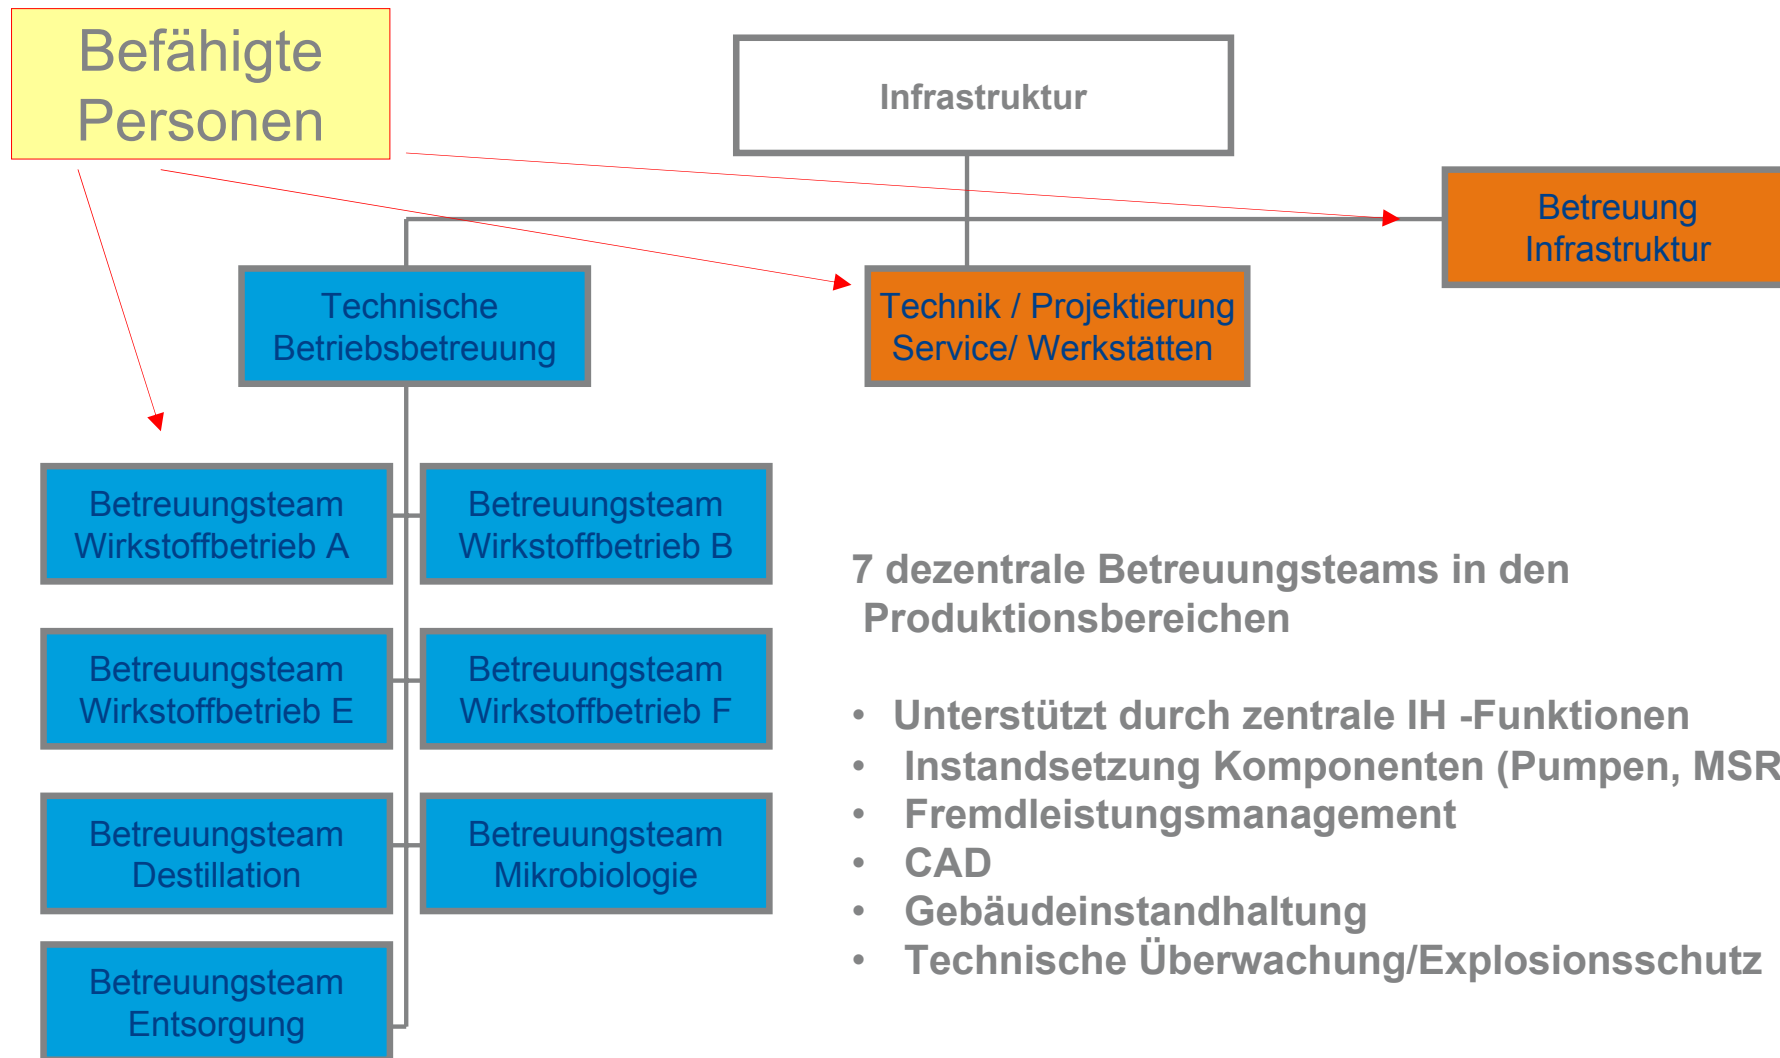 Befähigte
Personen
Infrastruktur
Betreuung
Infrastruktur
Technische
Betriebsbetreuung
Technik / Projektierung
Service/ Werkstätten
Betreuungsteam
Wirkstoffbetrieb A
Betreuungsteam
Wirkstoffbetrieb B
Betreuungsteam
Wirkstoffbetrieb E
Betreuungsteam
Wirkstoffbetrieb F
Betreuungsteam
Destillation
Betreuungsteam
Mikrobiologie
Betreuungsteam
Entsorgung
7 dezentrale Betreuungsteams in den
Produktionsbereichen
• Unterstützt durch zentrale IH -Funktionen
• Instandsetzung Komponenten (Pumpen, MSR
• Fremdleistungsmanagement
• CAD
• Gebäudeinstandhaltung
• Technische Überwachung/Explosionsschutz